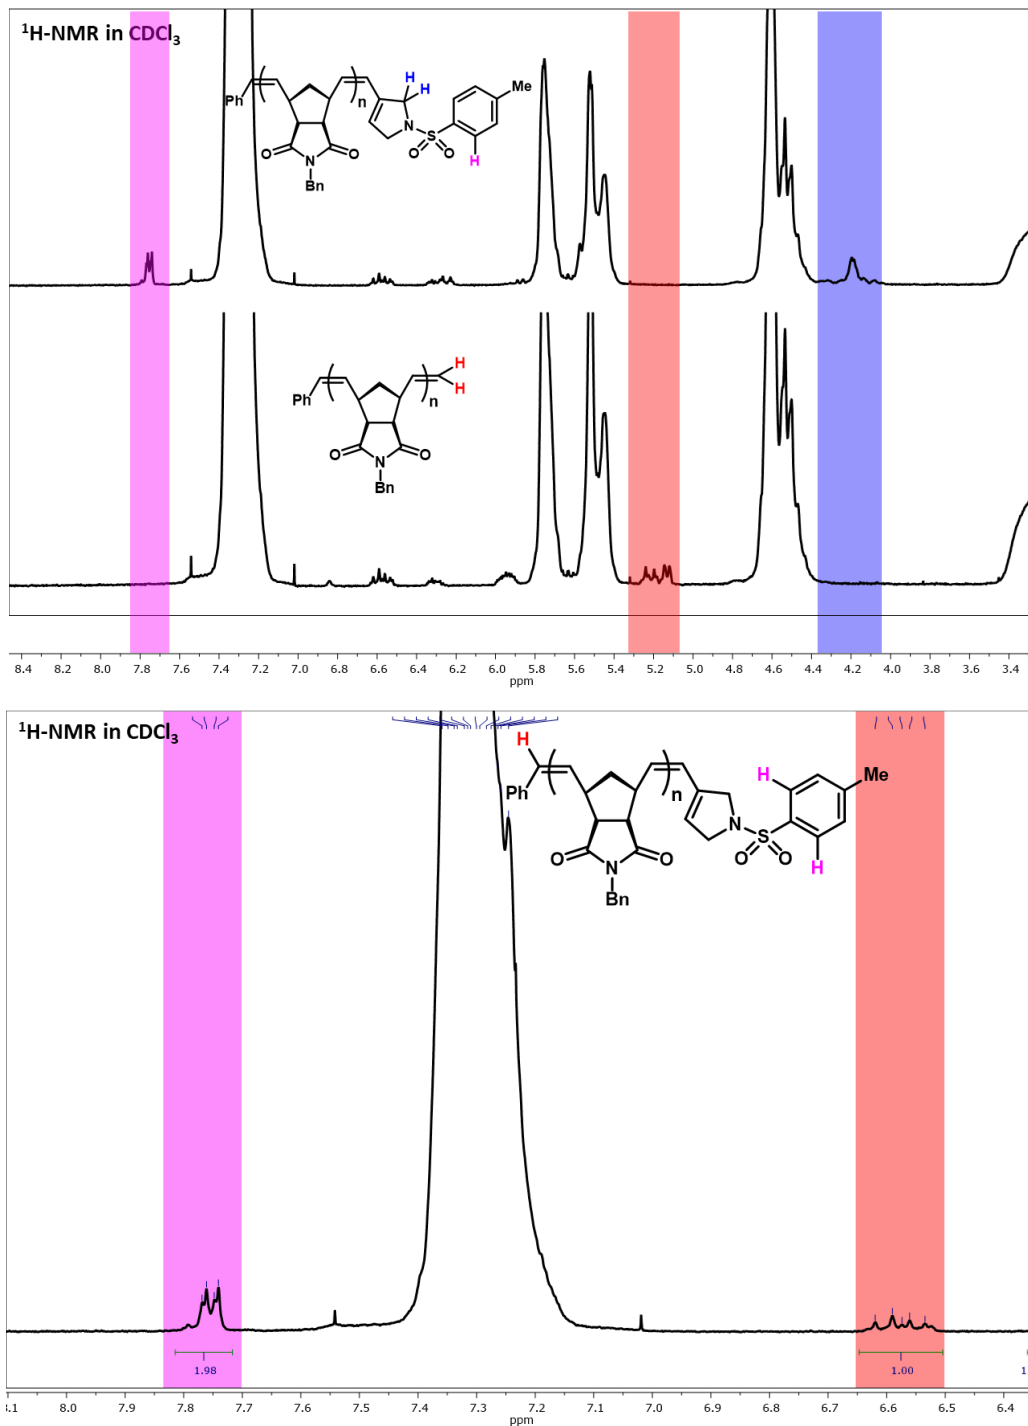 ¹H-NMR in CDCl₃
H
H
Me
Ph
n
N
S
O
O
O
O
H
N
Bn
H
H
Ph
n
O
O
N
Bn
8.4 8.2 8.0 7.8 7.6 7.4 7.2 7.0 6.8 6.6 6.4 6.2 6.0 5.8 5.6 5.4 5.2 5.0 4.8 4.6 4.4 4.2 4.0 3.8 3.6 3.4
ppm
¹H-NMR in CDCl₃
H
H
Me
Ph
n
N
S
O
O
O
O
H
N
Bn
1.98
1.00
1
8.1 8.0 7.9 7.8 7.7 7.6 7.5 7.4 7.3 7.2 7.1 7.0 6.9 6.8 6.7 6.6 6.5 6.4
ppm